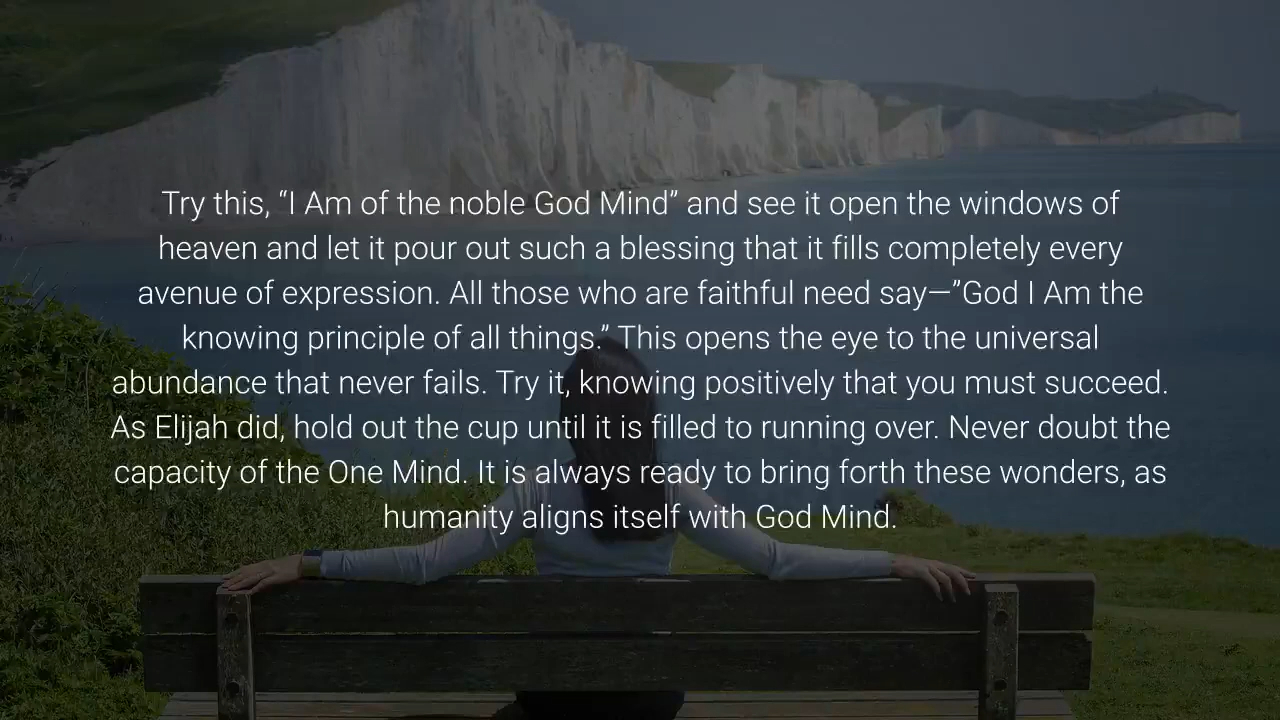 Try this, “I Am of the noble God Mind” and see it open the windows of
heaven and let it pour out such a blessing that it fills completely every
avenue of expression. All those who are faithful need say—”God I Am the
knowing principle of all things.” This opens the eye to the universal
abundance that never fails. Try it, knowing positively that you must succeed.
As Elijah did, hold out the cup until it is filled to running over. Never doubt the
capacity of the One Mind. It is always ready to bring forth these wonders, as
humanity aligns itself with God Mind.